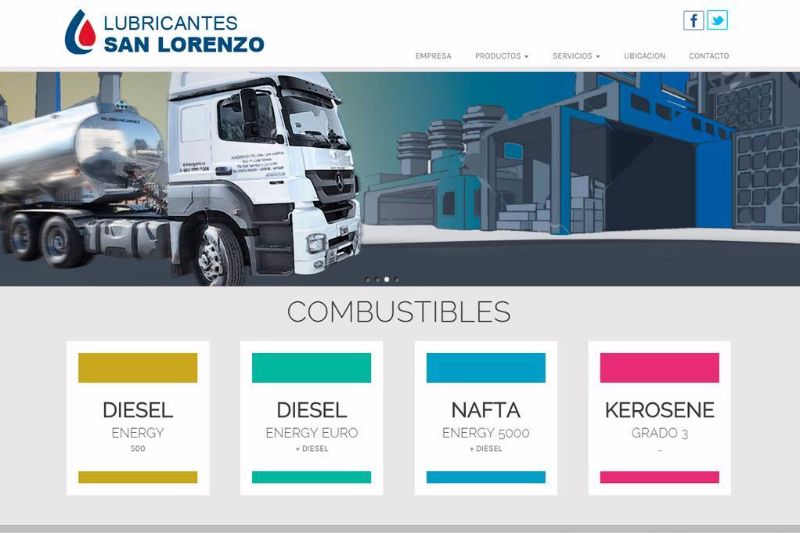 LUBRICANTES
SAN LORENZO
EMPRESA PRODUCTOS SERVICIOS UBICACION CONTACTO
COMBUSTIBLES
DIESEL
ENERGY
500
DIESEL
ENERGY EURO
+ DIESEL
NAFTA
ENERGY 5000
+ DIESEL
KEROSENE
GRADO 3
_